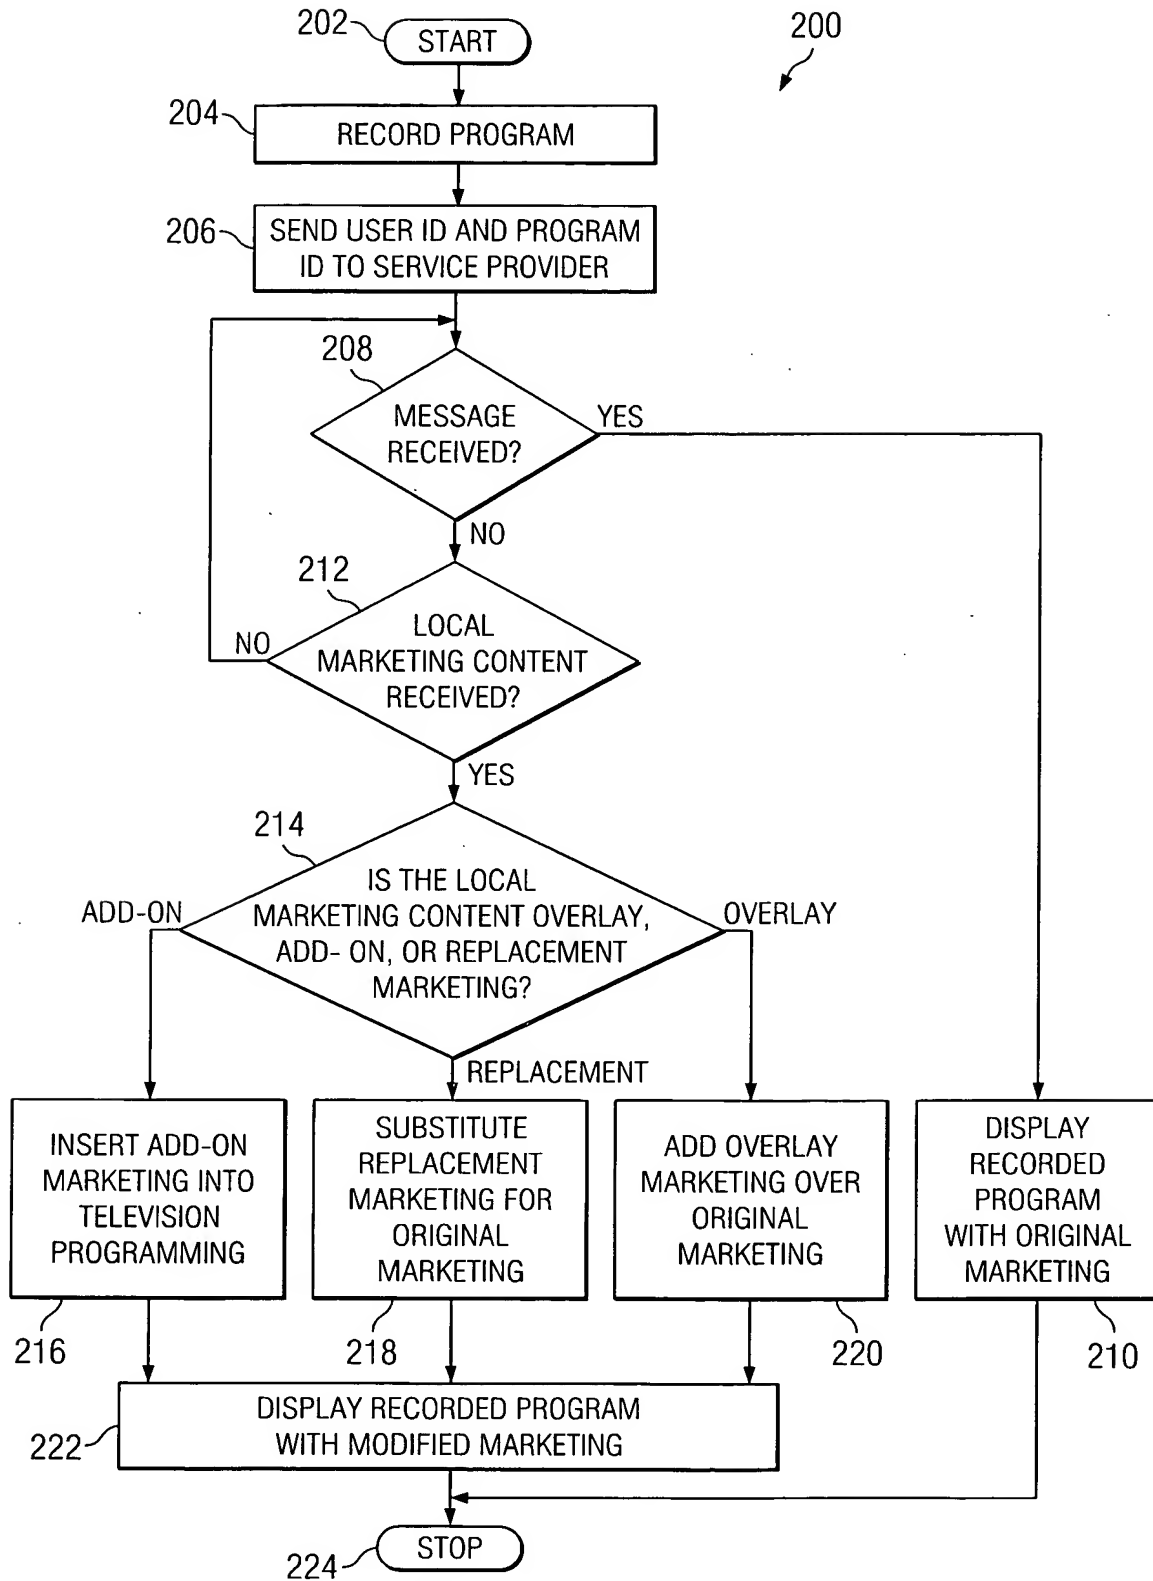 202
START
200
204
RECORD PROGRAM
206
SEND USER ID AND PROGRAM
ID TO SERVICE PROVIDER
208
MESSAGE
RECEIVED?
YES
NO
212
LOCAL
MARKETING CONTENT
RECEIVED?
NO
YES
214
IS THE LOCAL
MARKETING CONTENT OVERLAY,
ADD- ON, OR REPLACEMENT
MARKETING?
ADD-ON
OVERLAY
REPLACEMENT
INSERT ADD-ON
MARKETING INTO
TELEVISION
PROGRAMMING
216
SUBSTITUTE
REPLACEMENT
MARKETING FOR
ORIGINAL
MARKETING
218
ADD OVERLAY
MARKETING OVER
ORIGINAL
MARKETING
220
DISPLAY
RECORDED
PROGRAM
WITH ORIGINAL
MARKETING
210
222
DISPLAY RECORDED PROGRAM
WITH MODIFIED MARKETING
224
STOP